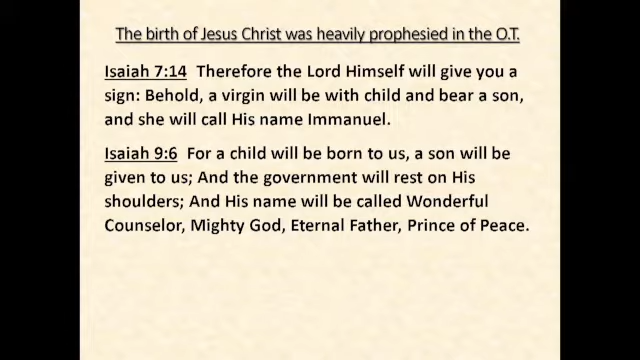 The birth of Jesus Christ was heavily prophesied in the O.T.
Isaiah 7:14 Therefore the Lord Himself will give you a
sign: Behold, a virgin will be with child and bear a son,
and she will call His name Immanuel.
Isaiah 9:6 For a child will be born to us, a son will be
given to us; And the government will rest on His
shoulders; And His name will be called Wonderful
Counselor, Mighty God, Eternal Father, Prince of Peace.